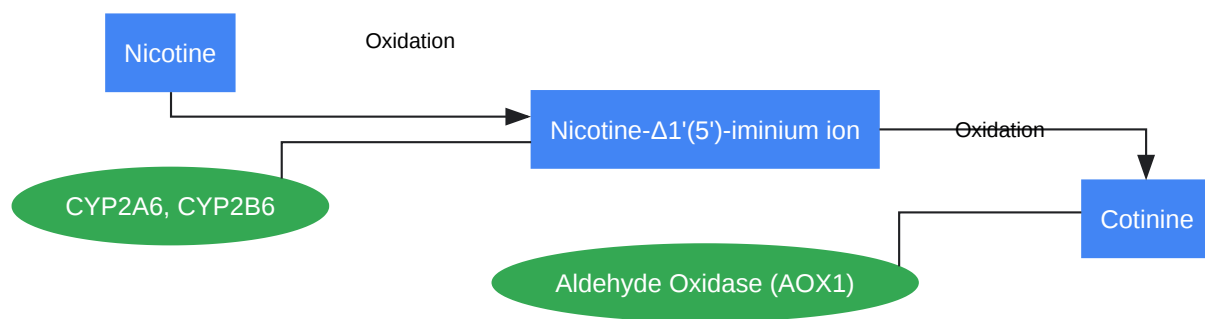 Nicotine
Oxidation
Nicotine-Δ1'(5')-iminium ion
Oxidation
CYP2A6, CYP2B6
Cotinine
Aldehyde Oxidase (AOX1)